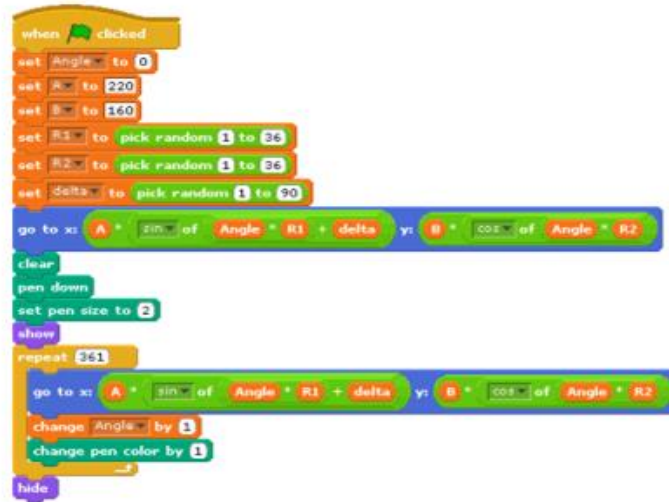 when clicked
set Angle to 0
set A to 220
set B to 160
set R1 to pick random 1 to 36
set R2 to pick random 1 to 36
set delta to pick random 1 to 90
go to x: A * sin of Angle * R1 + delta y: B * cos of Angle * R2
clear
pen down
set pen size to 2
show
repeat 361
go to x: A * sin of Angle * R1 + delta y: B * cos of Angle * R2
change Angle by 1
change pen color by 1
hide